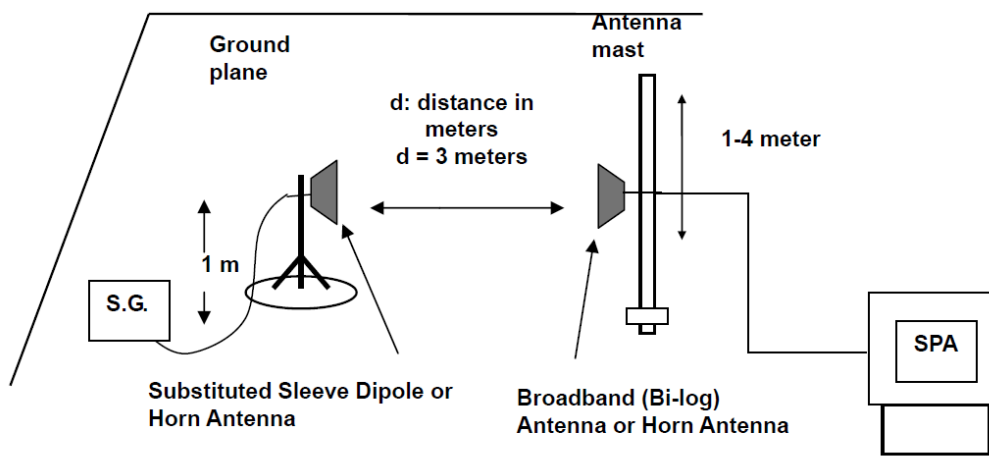 Ground
plane
Antenna
mast
d: distance in
meters
d = 3 meters
1-4 meter
1 m
S.G.
SPA
Substituted Sleeve Dipole or
Horn Antenna
Broadband (Bi-log)
Antenna or Horn Antenna